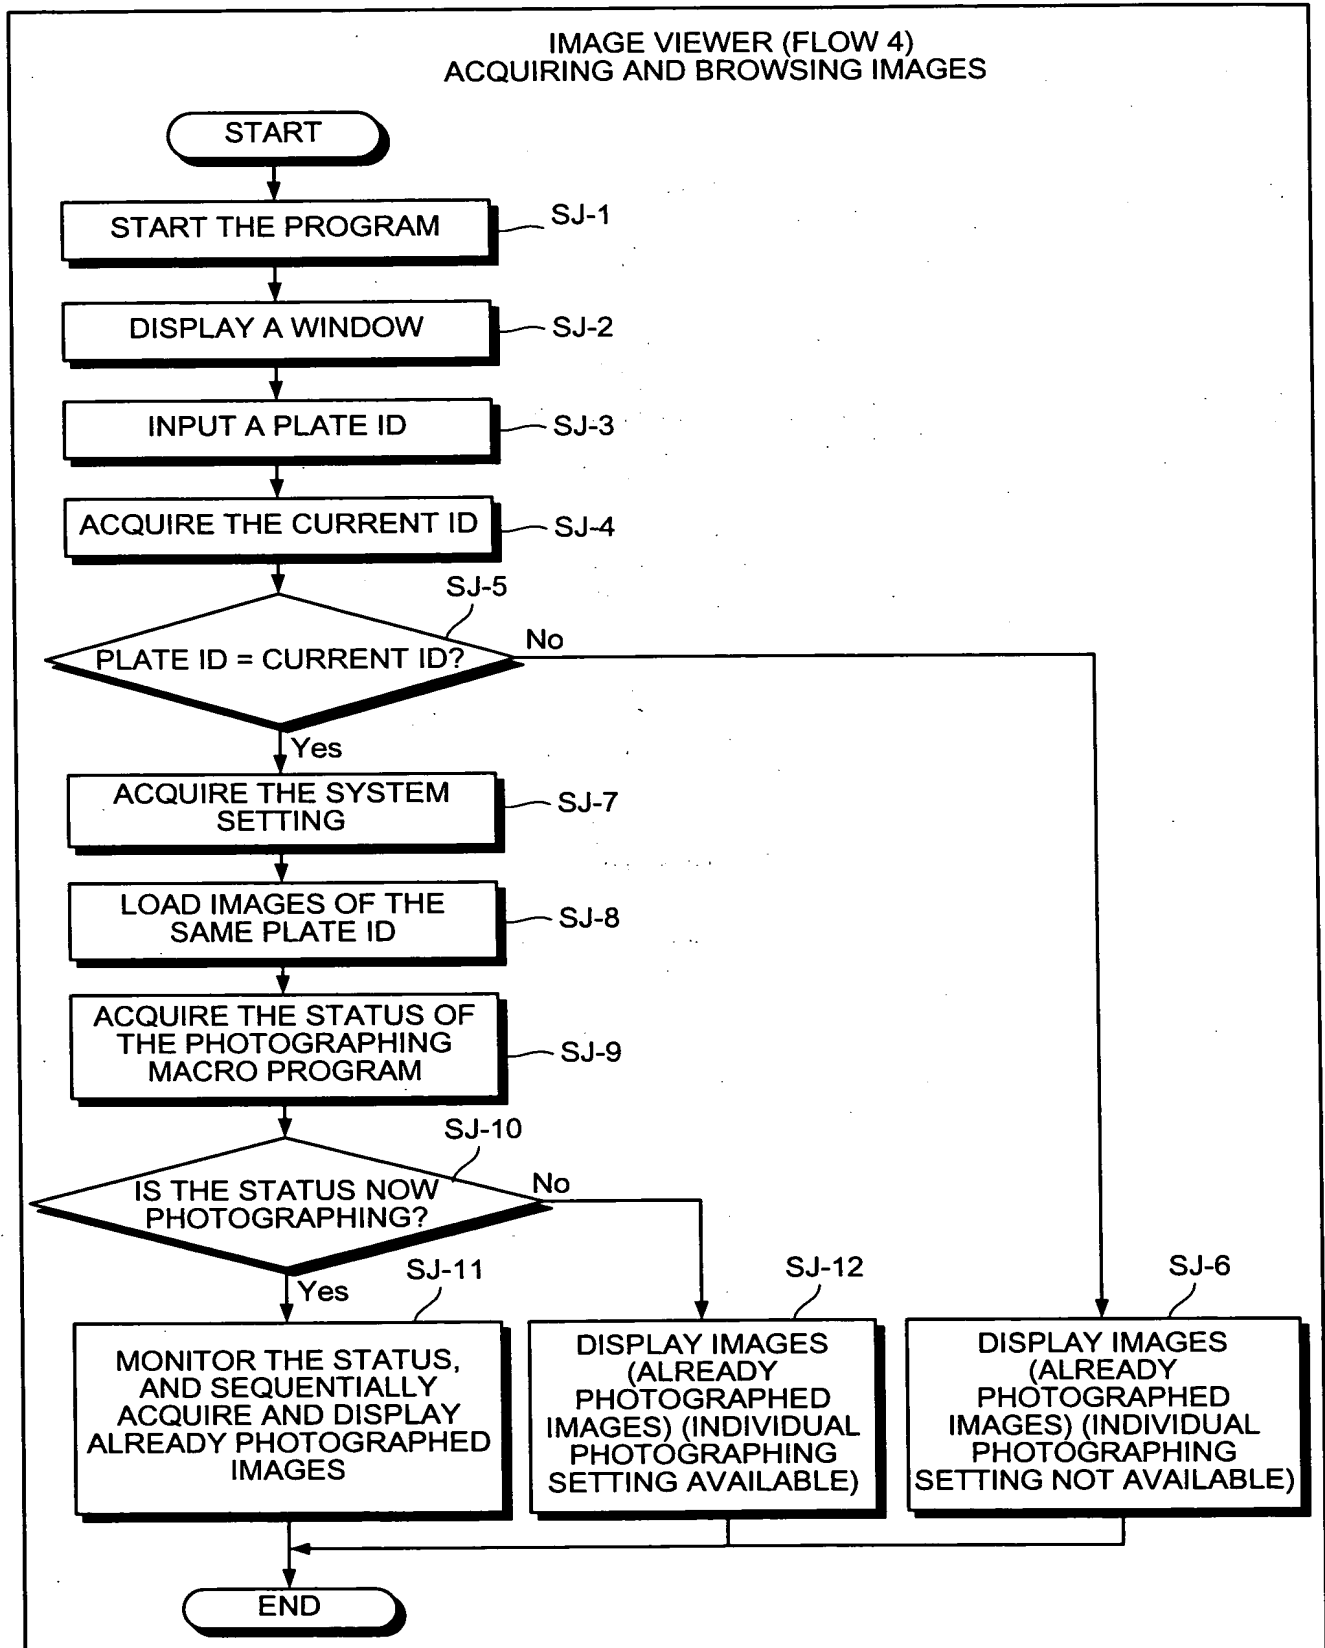 IMAGE VIEWER (FLOW 4)
ACQUIRING AND BROWSING IMAGES
START
START THE PROGRAM
SJ-1
DISPLAY A WINDOW
SJ-2
INPUT A PLATE ID
SJ-3
ACQUIRE THE CURRENT ID
SJ-4
SJ-5
PLATE ID = CURRENT ID?
No
Yes
ACQUIRE THE SYSTEM
SETTING
SJ-7
LOAD IMAGES OF THE
SAME PLATE ID
SJ-8
ACQUIRE THE STATUS OF
THE PHOTOGRAPHING
MACRO PROGRAM
SJ-9
SJ-10
IS THE STATUS NOW
PHOTOGRAPHING?
No
Yes
SJ-11
MONITOR THE STATUS,
AND SEQUENTIALLY
ACQUIRE AND DISPLAY
ALREADY PHOTOGRAPHED
IMAGES
SJ-12
DISPLAY IMAGES
(ALREADY
PHOTOGRAPHED
IMAGES) (INDIVIDUAL
PHOTOGRAPHING
SETTING AVAILABLE)
SJ-6
DISPLAY IMAGES
(ALREADY
PHOTOGRAPHED
IMAGES) (INDIVIDUAL
PHOTOGRAPHING
SETTING NOT AVAILABLE)
END